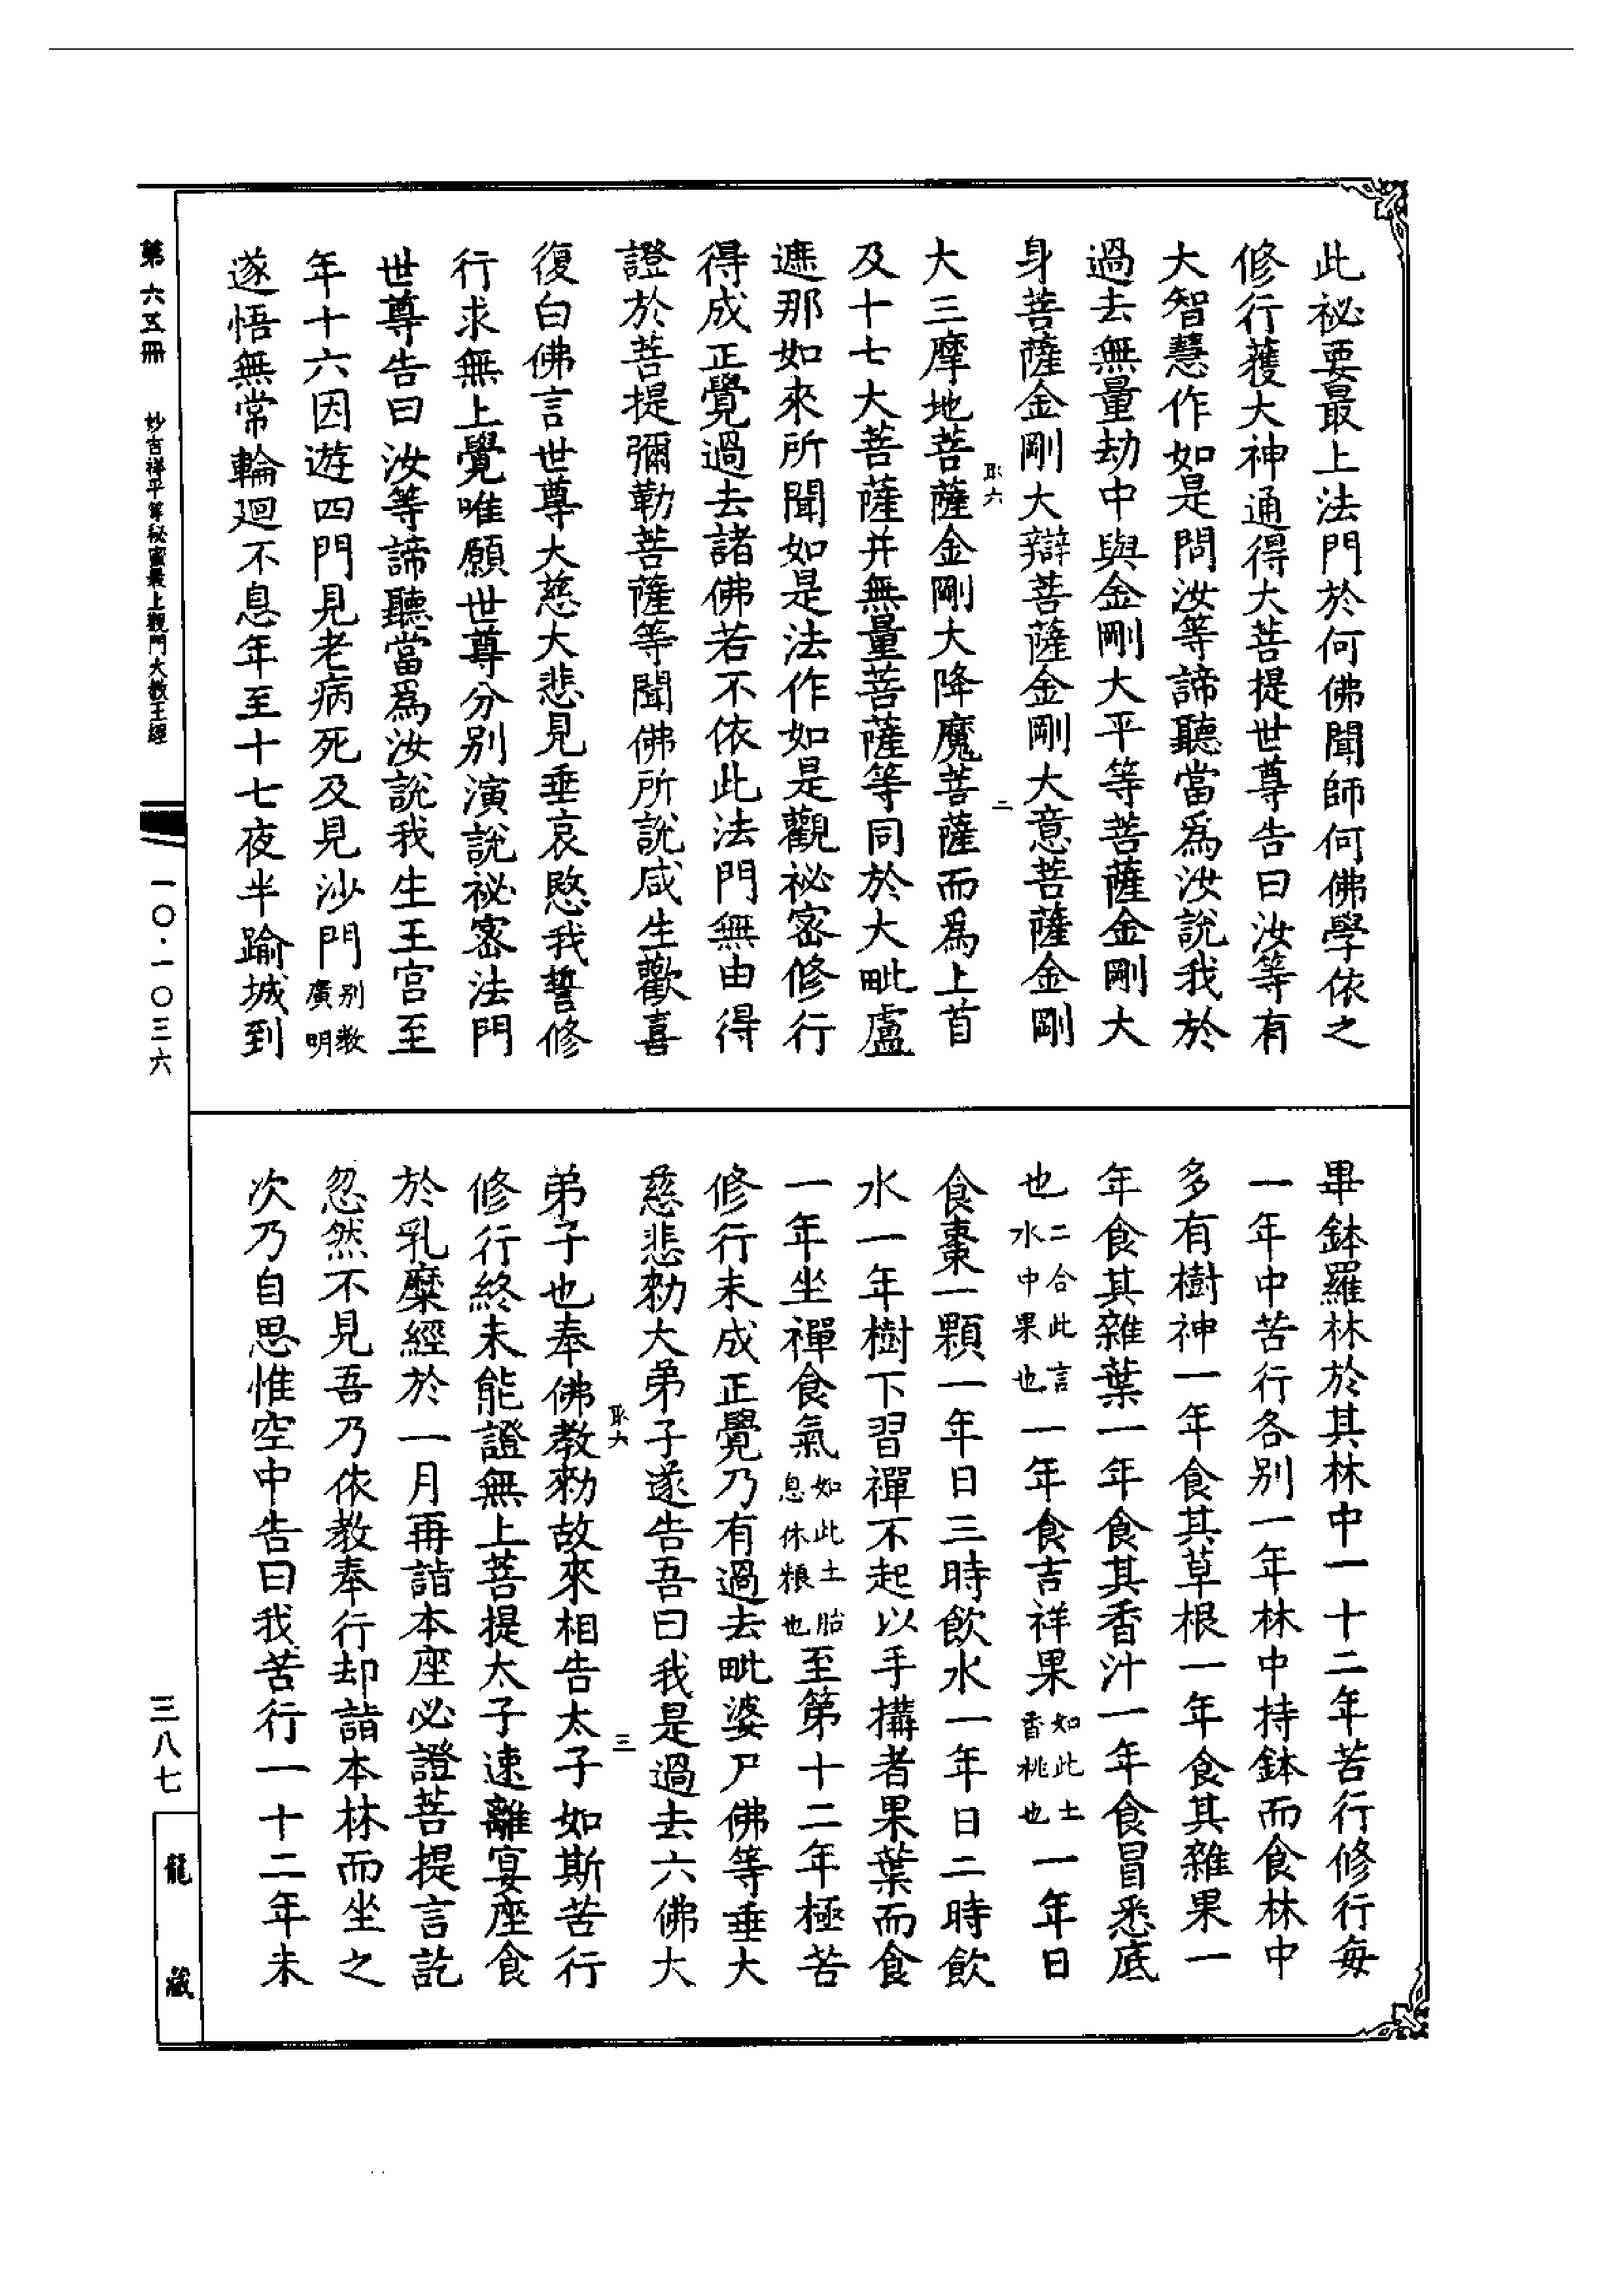 此祕要最上法門於何佛聞師何佛學依之
修行獲大神通得大菩提世尊告曰汝等有
大智慧作如是問汝等諦聽當爲汝說我於
過去無量劫中與金剛大平等菩薩金剛大
身菩薩金剛大辯菩薩金剛大意菩薩金剛
取六　二
大三摩地菩薩金剛大降魔菩薩而爲上首
及十七大菩薩并無量菩薩等同於大毗盧
遮那如來所聞如是法作如是觀祕密修行
得成正覺過去諸佛若不依此法門無由得
證於菩提彌勒菩薩等聞佛所說咸生歡喜
復白佛言世尊大慈大悲見垂哀愍我誓修
行求無上覺唯願世尊分別演說祕密法門
世尊告曰汝等諦聽當爲汝說我生王宮至
年十六因遊四門見老病死及見沙門別教廣明
遂悟無常輪迴不息年至十七夜半踰城到
畢鉢羅林於其林中一十二年苦行修行每
一年中苦行各別一年林中持鉢而食林中
多有樹神一年食其草根一年食其雜果一
年食其雜葉一年食其香汁一年食冒悉底
也二合此言水中果也一年食吉祥果如此土香桃也一年日
食棗一顆一年日三時飲水一年日二時飲
水一年樹下習禪不起以手搆者果葉而食
一年坐禪食氣如此土胎息休粮也至第十二年極苦
修行未成正覺乃有過去毗婆尸佛等垂大
慈悲勑大弟子遂告吾曰我是過去六佛大
取六　三
弟子也奉佛教勑故來相告太子如斯苦行
修行終未能證無上菩提太子速離宴座食
於乳糜經於一月再詣本座必證菩提言訖
忽然不見吾乃依教奉行却詣本林而坐之
次乃自思惟空中告曰我苦行一十二年未
第六五冊　妙吉祥平等秘密最上觀門大教王經　一〇·一〇三六
三八七
龍藏